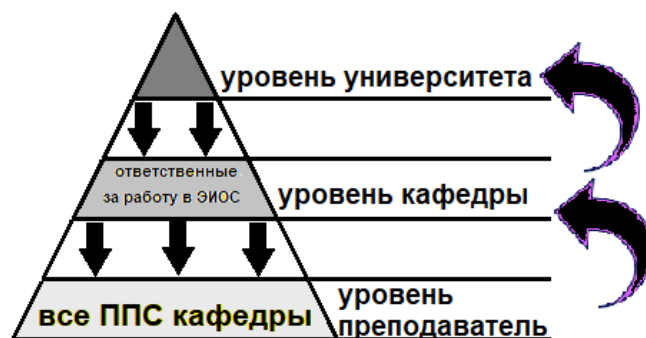 уровень университета
ответственные
за работу в ЭИОС
уровень кафедры
все ППС кафедры
уровень
преподаватель